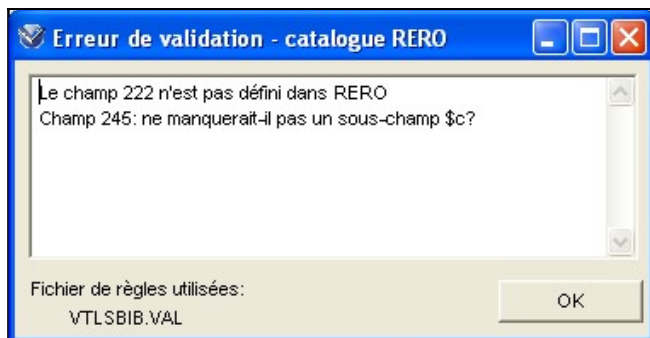 Erreur de validation - catalogue RERO
Le champ 222 n'est pas défini dans RERO
Champ 245: ne manquerait-il pas un sous-champ $c?
Fichier de règles utilisées:
OK
VTLSBIB.VAL